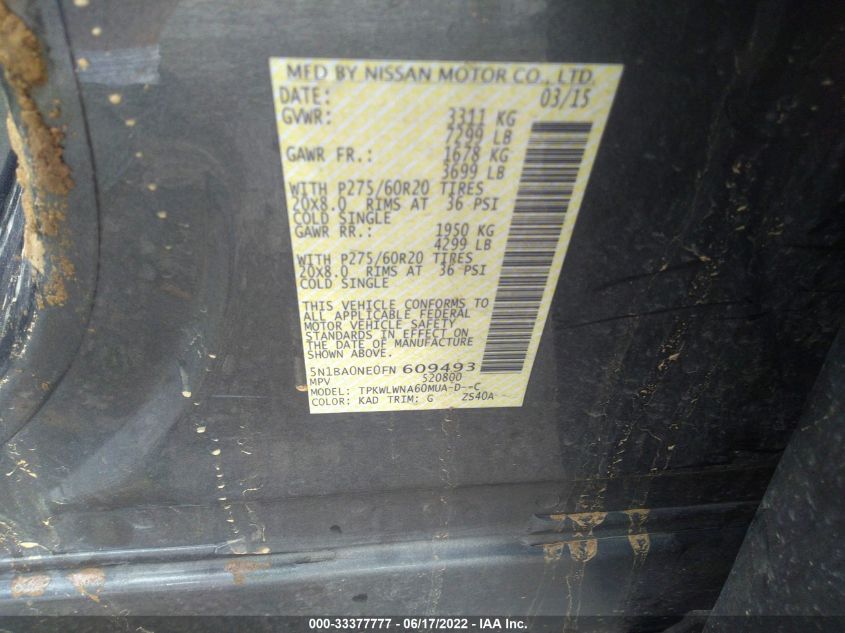 MFD BY NISSAN MOTOR CO., LTD.
DATE: 03/15
GVWR: 3311 KG
7299 LB
GAWR FR.: 1678 KG
3699 LB
WITH P275/60R20 TIRES
20X8.0 RIMS AT 36 PSI
COLD SINGLE
GAWR RR.: 1950 KG
4299 LB
WITH P275/60R20 TIRES
20X8.0 RIMS AT 36 PSI
COLD SINGLE
THIS VEHICLE CONFORMS TO
ALL APPLICABLE FEDERAL
MOTOR VEHICLE SAFETY
STANDARDS IN EFFECT ON
THE DATE OF MANUFACTURE
SHOWN ABOVE.
5N1BA0NE0FN 609493
MPV 520800
MODEL: TPKWLWNA60MUA-D--C
COLOR: KAD TRIM: G ZS40A
000-33377777 - 06/17/2022 - IAA Inc.